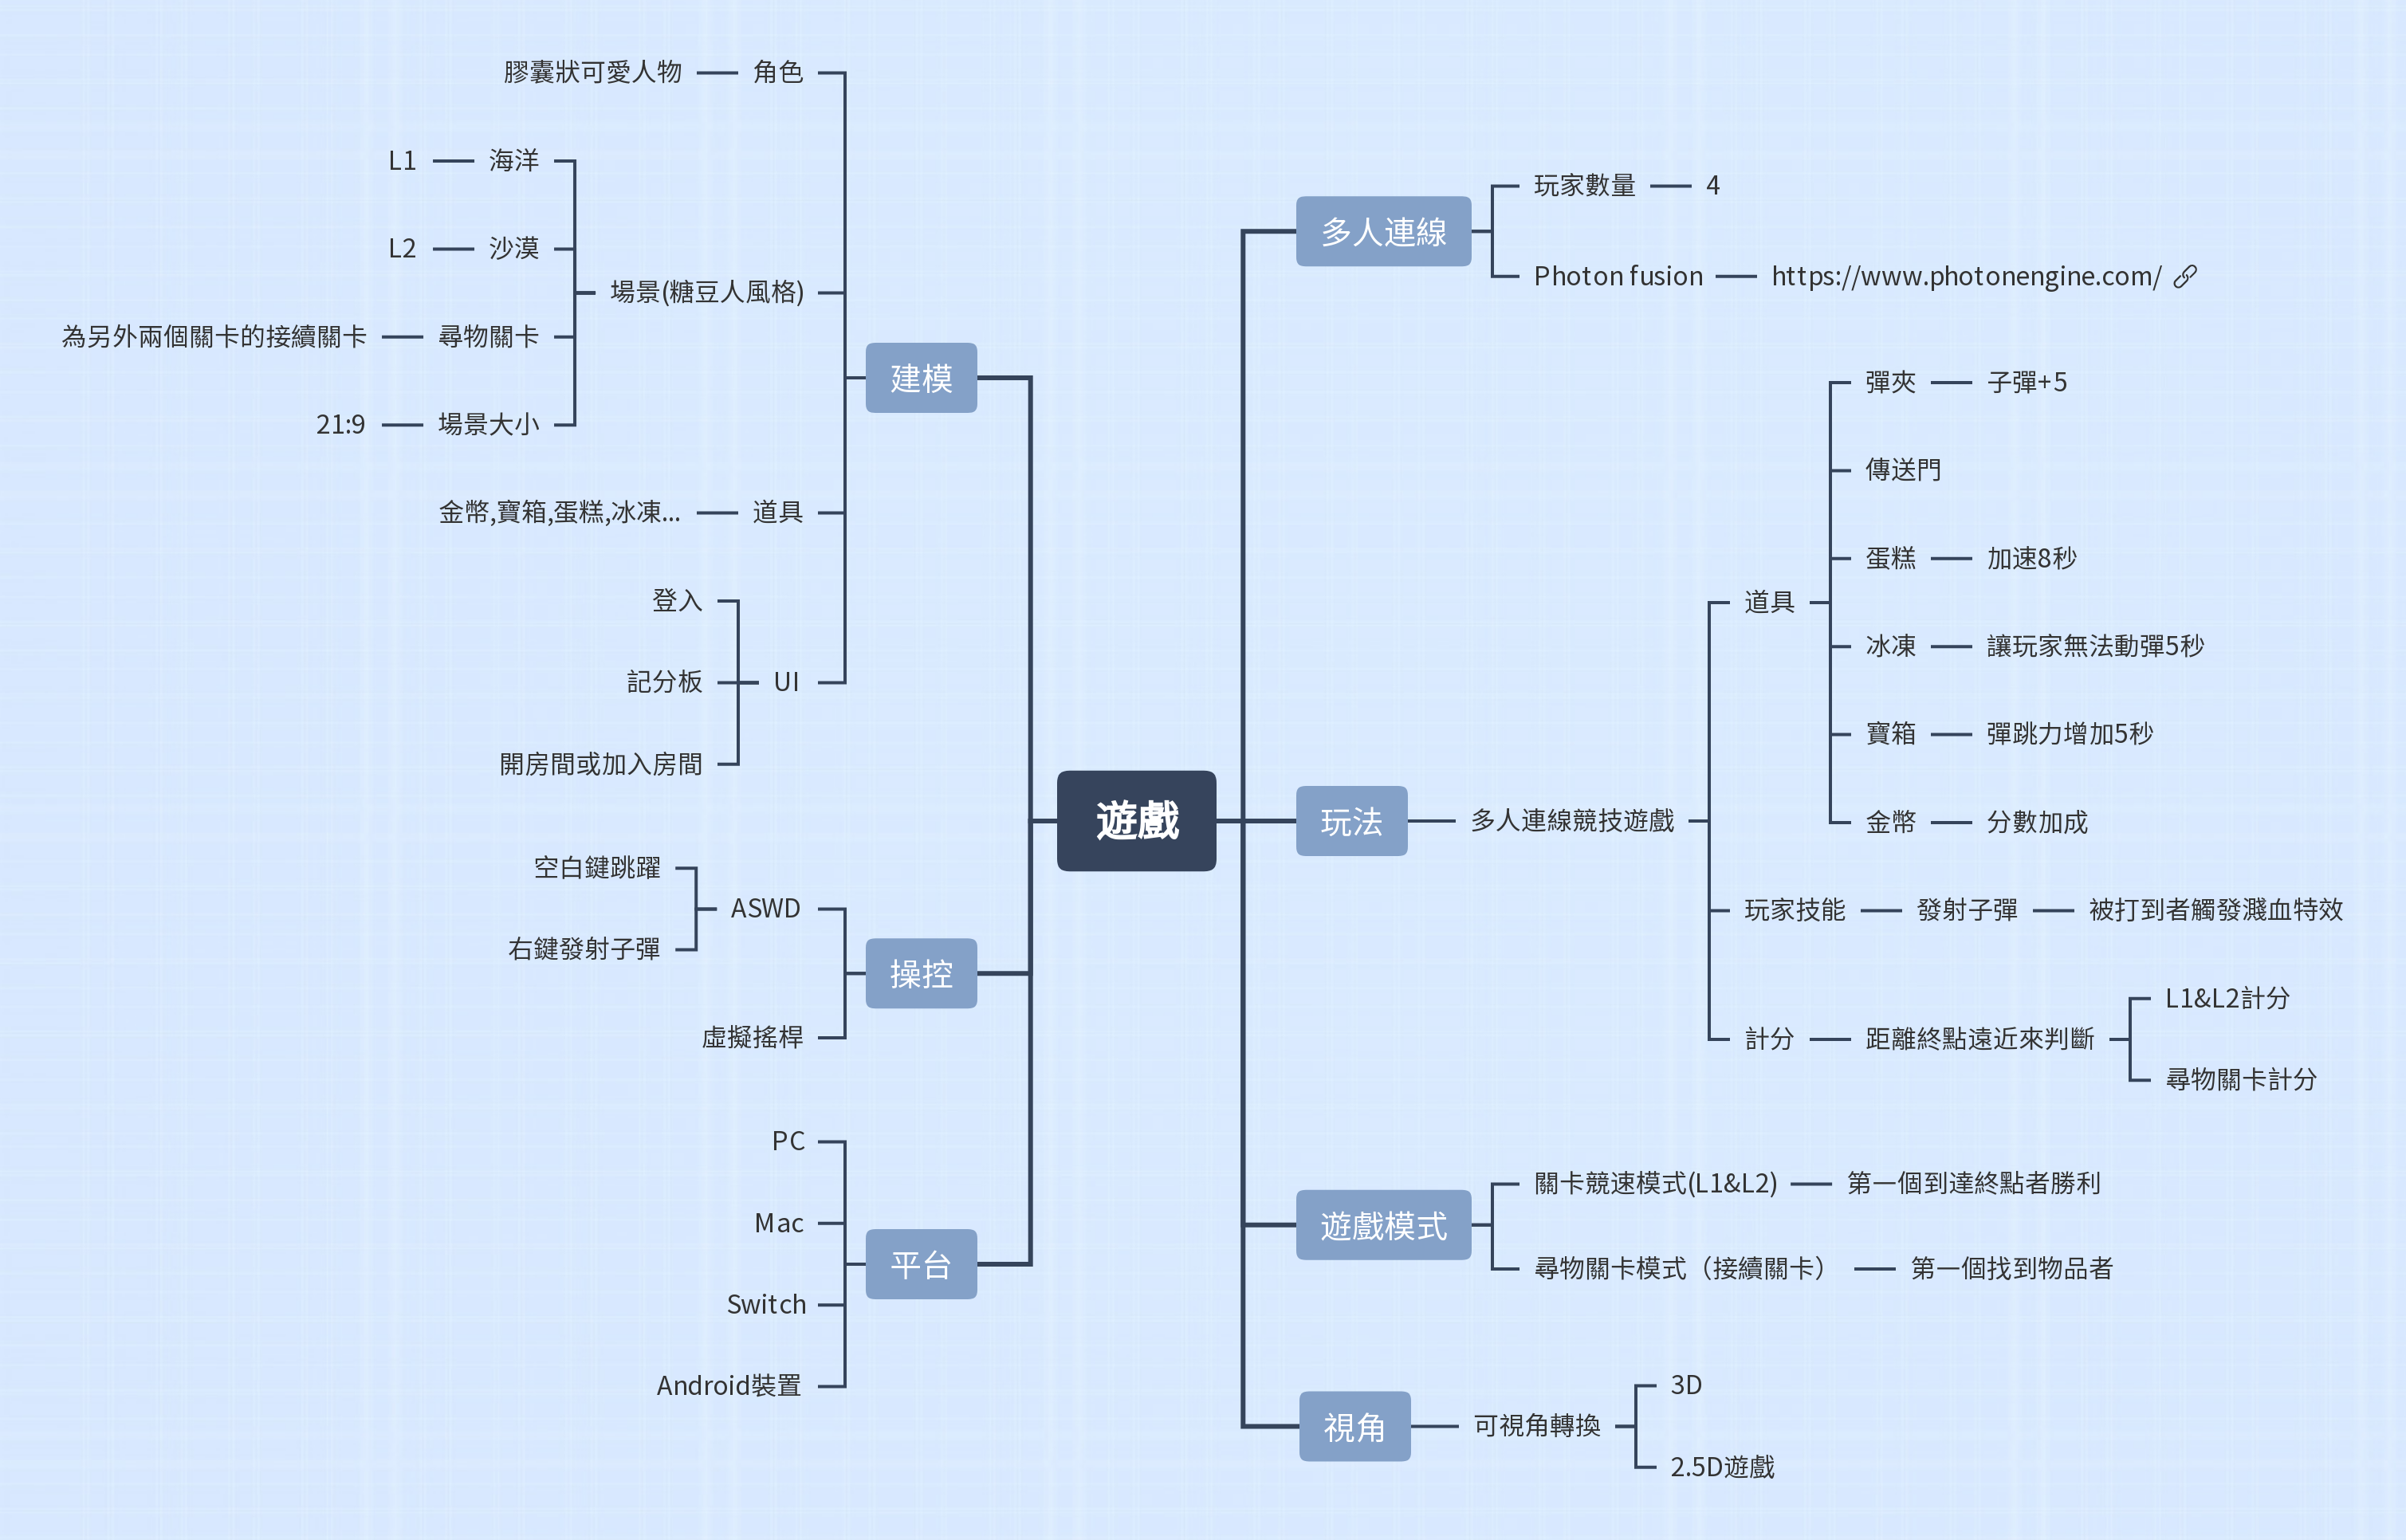 遊戲
多人連線
玩家數量
4
Photon fusion
https://www.photonengine.com/
玩法
多人連線競技遊戲
道具
彈夾
子彈+5
傳送門
蛋糕
加速8秒
冰凍
讓玩家無法動彈5秒
寶箱
彈跳力增加5秒
金幣
分數加成
玩家技能
發射子彈
被打到者觸發濺血特效
計分
距離終點遠近來判斷
L1&L2計分
尋物關卡計分
遊戲模式
關卡競速模式(L1&L2)
第一個到達終點者勝利
尋物關卡模式（接續關卡）
第一個找到物品者
視角
可視角轉換
3D
2.5D遊戲
建模
角色
膠囊狀可愛人物
場景(糖豆人風格)
海洋
L1
沙漠
L2
尋物關卡
為另外兩個關卡的接續關卡
場景大小
21:9
道具
金幣,寶箱,蛋糕,冰凍...
UI
登入
記分板
開房間或加入房間
操控
ASWD
空白鍵跳躍
右鍵發射子彈
虛擬搖桿
平台
PC
Mac
Switch
Android裝置